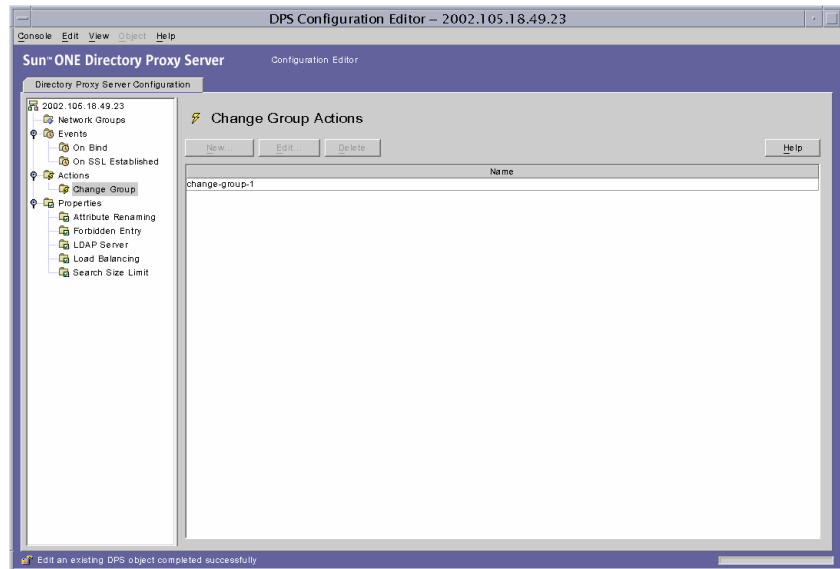 DPS Configuration Editor – 2002.105.18.49.23
Console Edit View Object Help
Sun™ ONE Directory Proxy Server
Configuration Editor
Directory Proxy Server Configuration
2002.105.18.49.23
Network Groups
Events
On Bind
On SSL Established
Actions
Change Group
Properties
Attribute Renaming
Forbidden Entry
LDAP Server
Load Balancing
Search Size Limit
Change Group Actions
New... Edit... Delete Help
Name
change-group-1
Edit an existing DPS object completed successfully